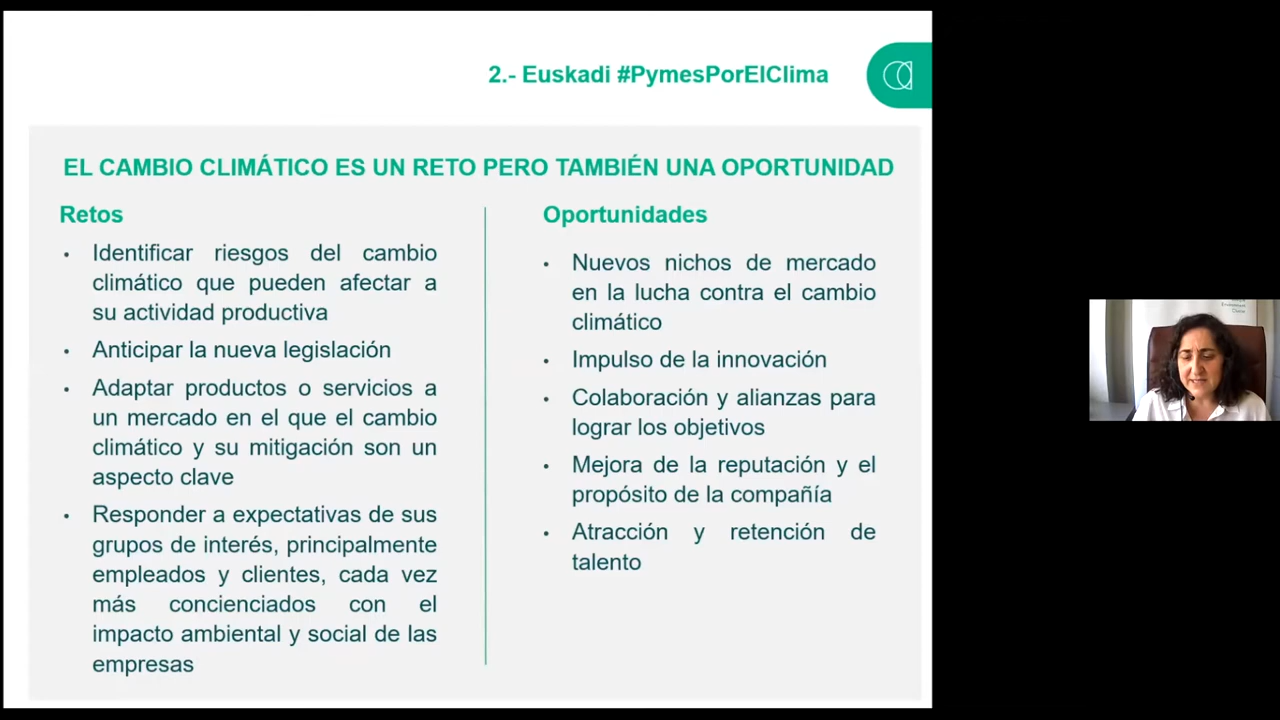 2.- Euskadi #PymesPorElClima
EL CAMBIO CLIMÁTICO ES UN RETO PERO TAMBIÉN UNA OPORTUNIDAD
Retos
• Identificar riesgos del cambio
climático que pueden afectar a
su actividad productiva
• Anticipar la nueva legislación
• Adaptar productos o servicios a
un mercado en el que el cambio
climático y su mitigación son un
aspecto clave
• Responder a expectativas de sus
grupos de interés, principalmente
empleados y clientes, cada vez
más concienciados con el
impacto ambiental y social de las
empresas
Oportunidades
• Nuevos nichos de mercado
en la lucha contra el cambio
climático
• Impulso de la innovación
• Colaboración y alianzas para
lograr los objetivos
• Mejora de la reputación y el
propósito de la compañía
• Atracción y retención de
talento